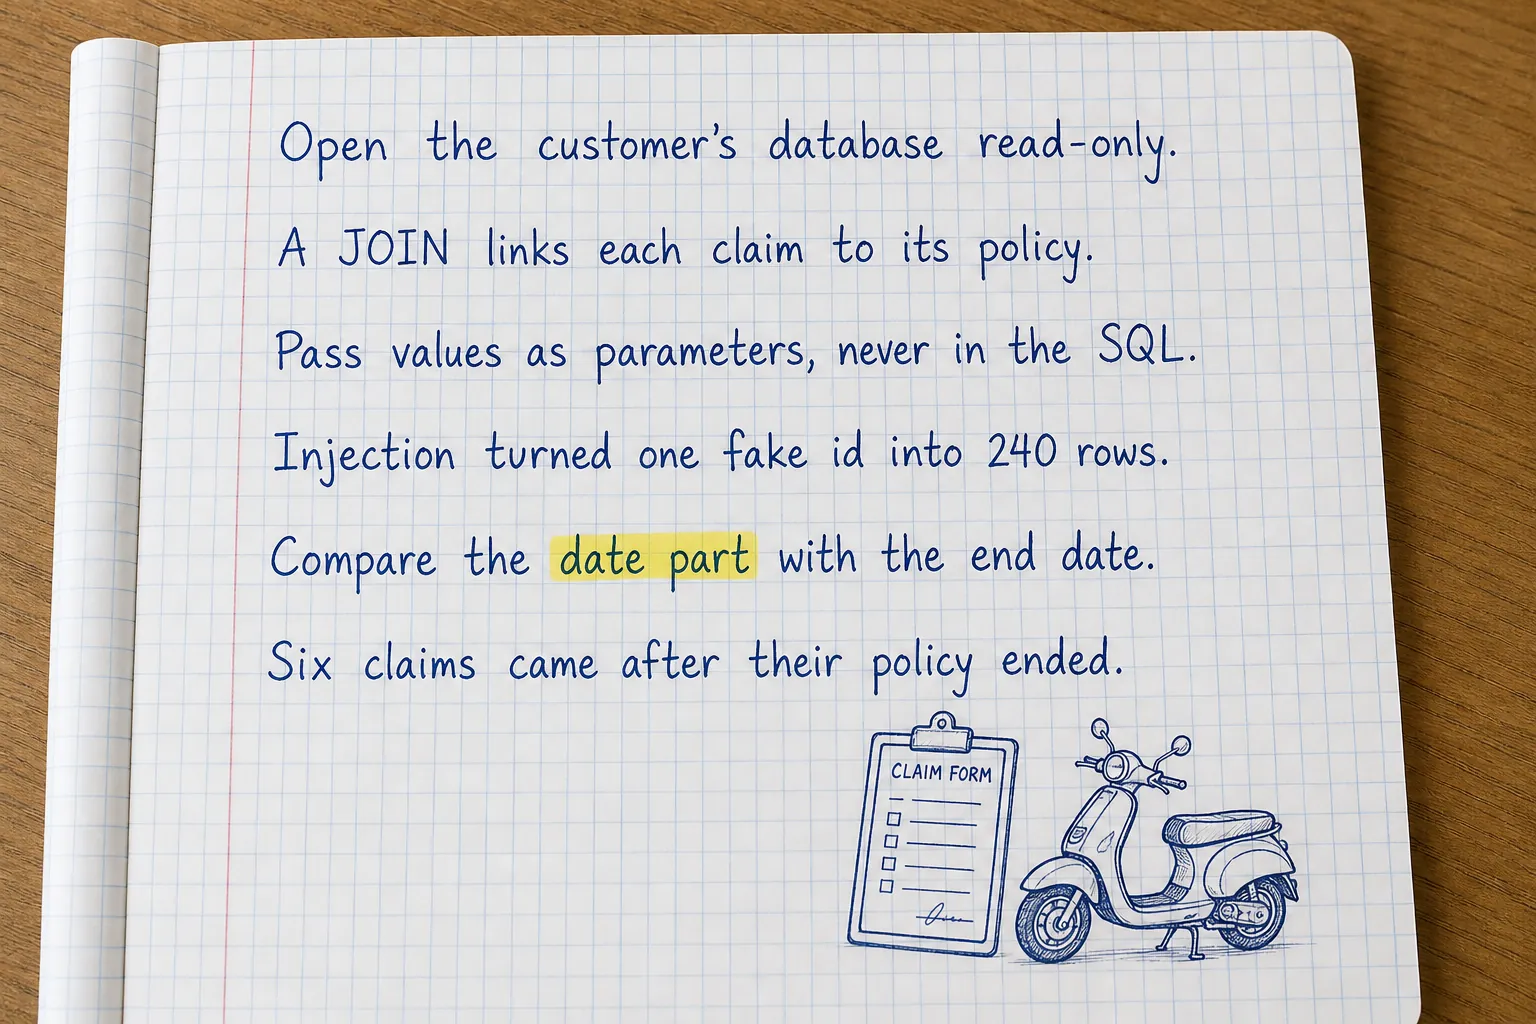 Open the customer's database read-only.
A JOIN links each claim to its policy.
Pass values as parameters, never in the SQL.
Injection turned one fake id into 240 rows.
Compare the date part with the end date.
Six claims came after their policy ended.
CLAIM FORM